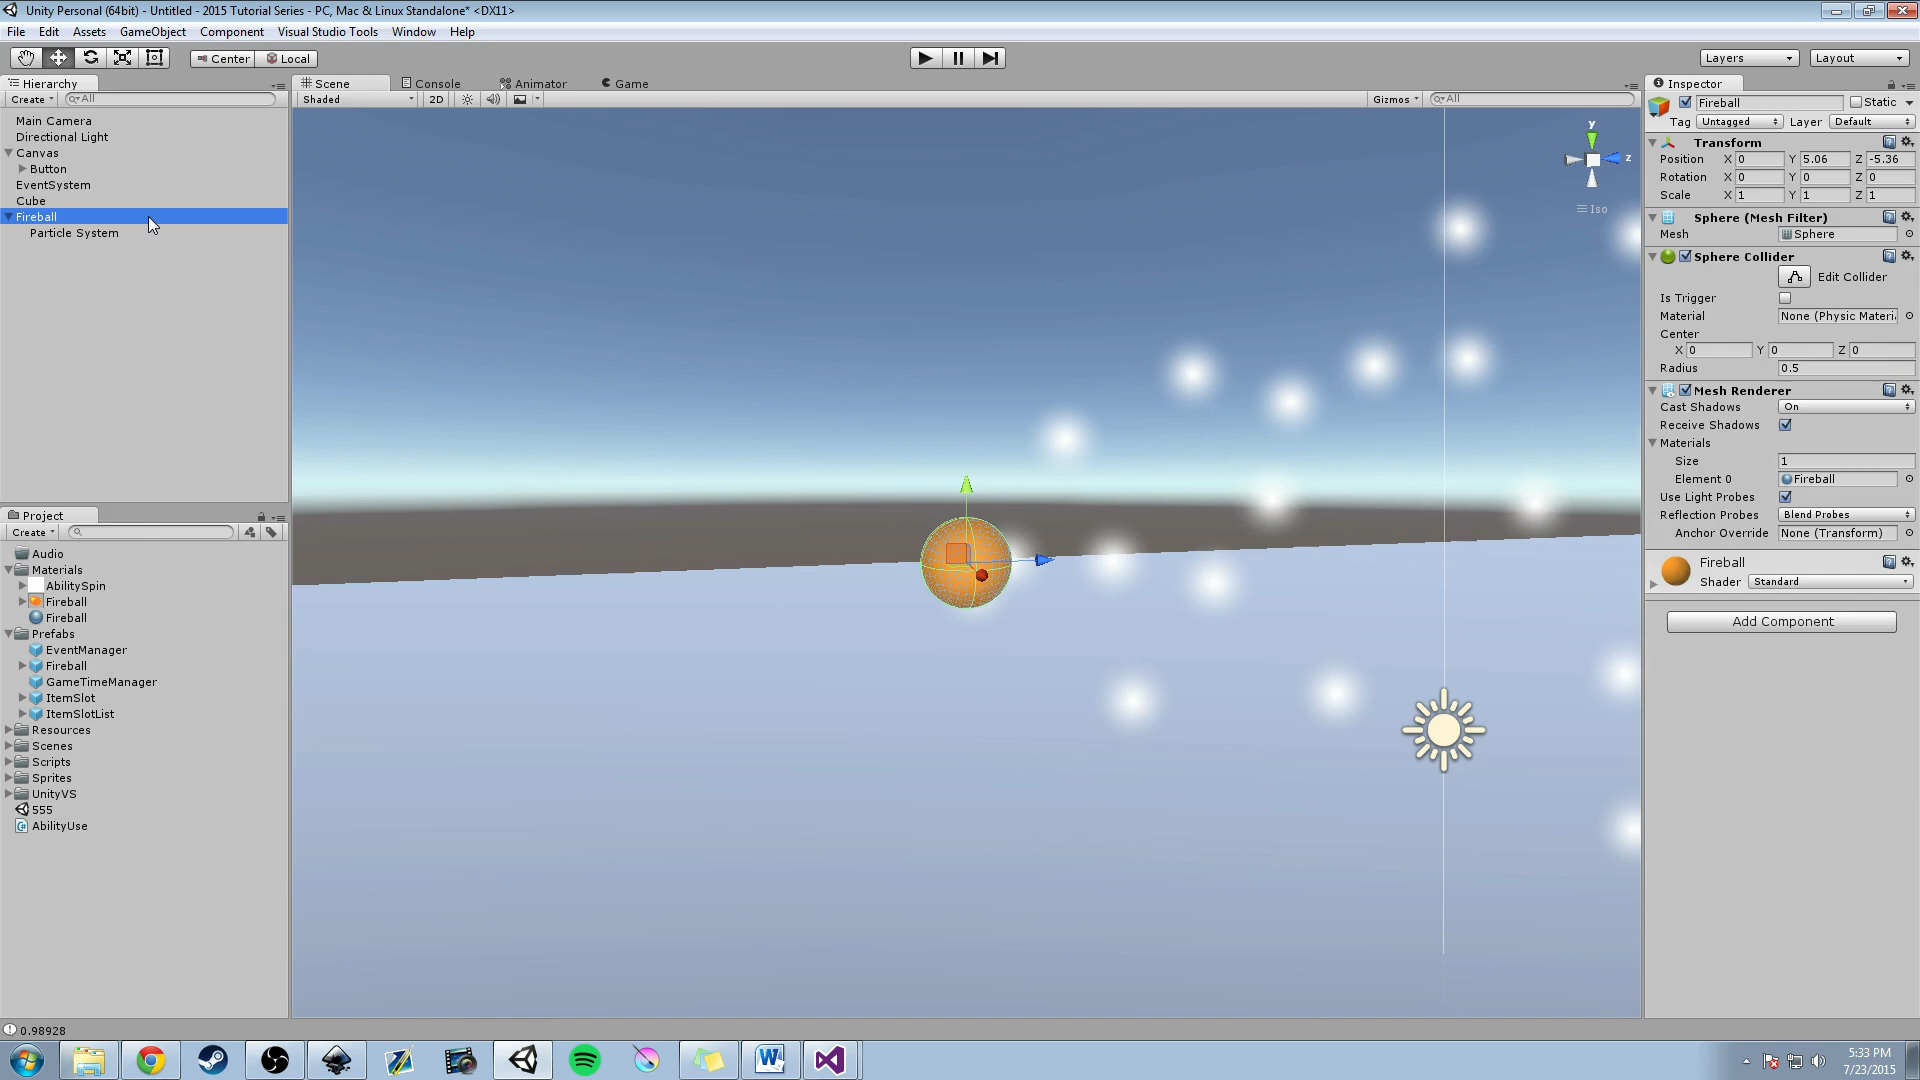 Unity Personal (64bit) - Untitled - 2015 Tutorial Series - PC, Mac & Linux Standalone* <DX11>
File Edit Assets GameObject Component Visual Studio Tools Window Help
Center Local Layers Layout
Hierarchy Scene Console Animator Game Inspector
Create All Shaded 2D Gizmos All
Fireball Static
Tag Untagged Layer Default
Main Camera
Directional Light
Canvas
Button
EventSystem
Cube
Fireball
Particle System
y
z
Iso
Transform
Position X 0 Y 5.06 Z -5.36
Rotation X 0 Y 0 Z 0
Scale X 1 Y 1 Z 1
Sphere (Mesh Filter)
Mesh Sphere
Sphere Collider
Edit Collider
Is Trigger
Material None (Physic Materi
Center
X 0 Y 0 Z 0
Radius 0.5
Mesh Renderer
Cast Shadows On
Receive Shadows
Materials
Size 1
Element 0 Fireball
Use Light Probes
Reflection Probes Blend Probes
Anchor Override None (Transform)
Fireball
Shader Standard
Add Component
Project
Create
Audio
Materials
AbilitySpin
Fireball
Fireball
Prefabs
EventManager
Fireball
GameTimeManager
ItemSlot
ItemSlotList
Resources
Scenes
Scripts
Sprites
UnityVS
555
AbilityUse
0.98928
5:33 PM
7/23/2015